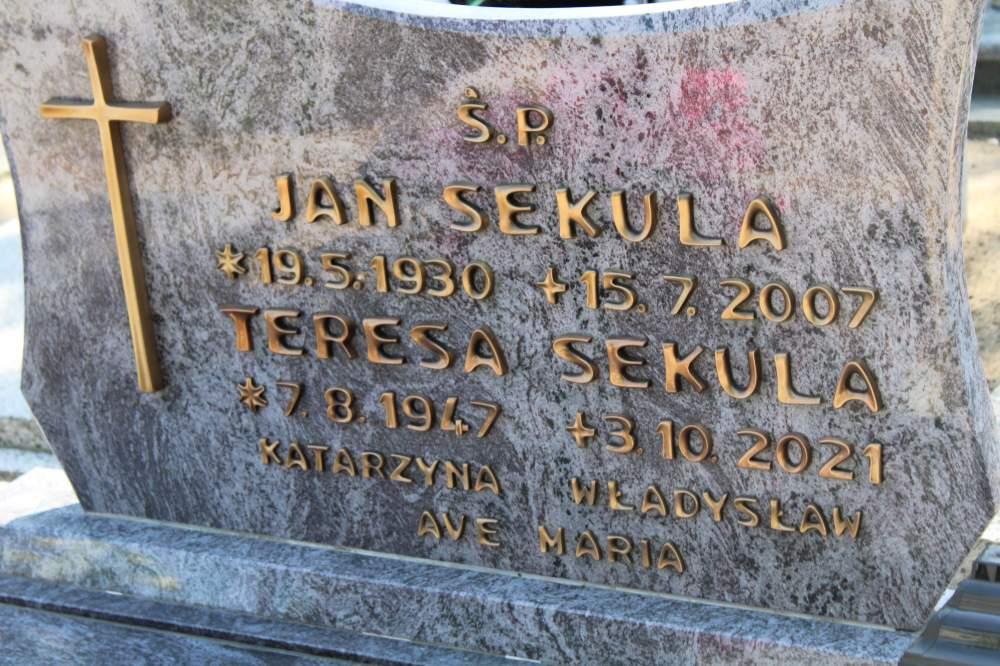 Ś.P.
JAN SEKULA
*19.5.1930 +15.7.2007
TERESA SEKULA
*7.8.1947 +3.10.2021
KATARZYNA WŁADYSŁAW
AVE MARIA